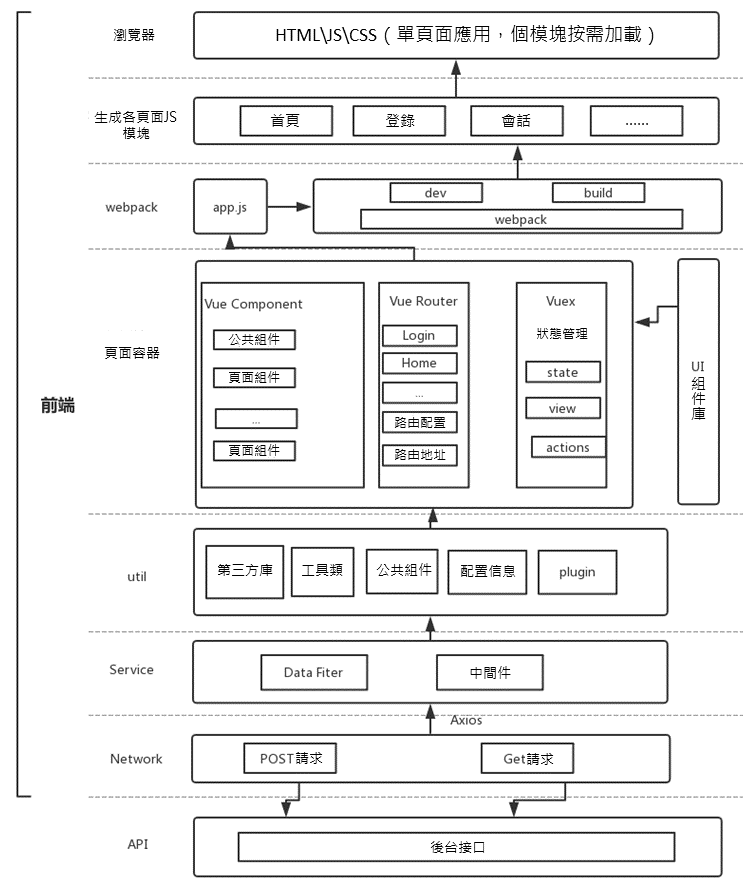 瀏覽器
HTML\JS\CSS（單頁面應用，個模塊按需加載）
生成各頁面JS
模塊
首頁
登錄
會話
......
webpack
app.js
dev
build
webpack
前端
頁面容器
Vue Component
公共組件
頁面組件
...
頁面組件
Vue Router
Login
Home
...
路由配置
路由地址
Vuex
狀態管理
state
view
actions
UI
組
件
庫
util
第三方庫
工具類
公共組件
配置信息
plugin
Service
Data Fiter
中間件
Axios
Network
POST請求
Get請求
API
後台接口